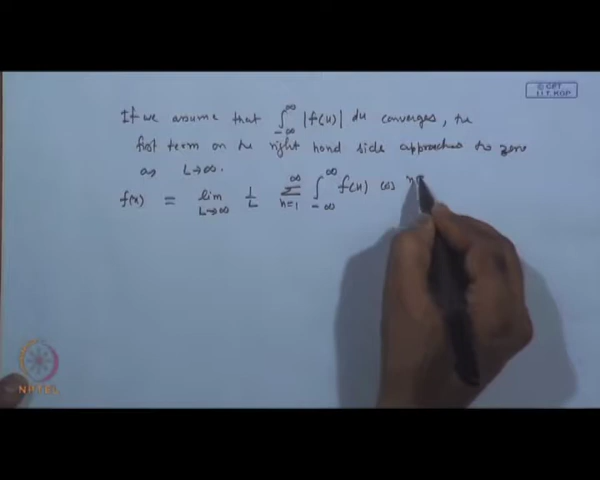 © CET
I.I.T. KGP
If we assume that ∫_{-∞}^{∞} |f(u)| du converges, the
first term on the right hand side approaches to zero
as L→∞.
f(x) = lim_{L→∞} 1/L ∑_{n=1}^{∞} ∫_{-∞}^{∞} f(u) cos
NPTEL